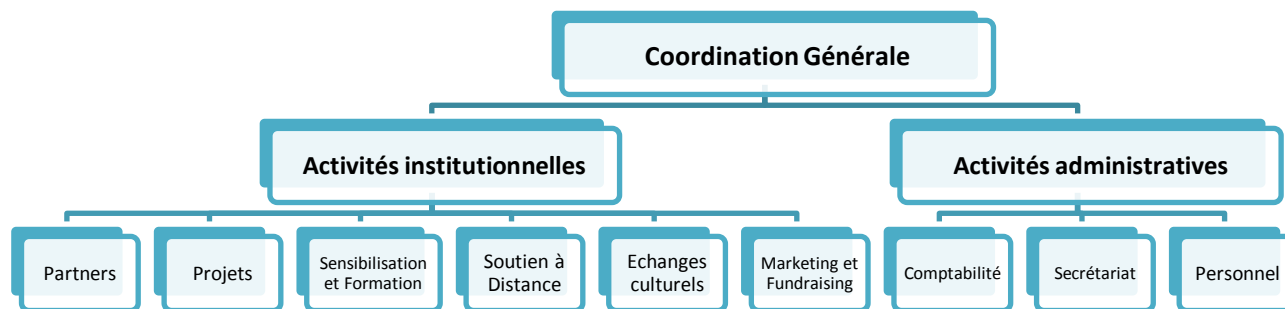 Coordination Générale
Activités institutionnelles
Activités administratives
Partners
Projets
Sensibilisation
et Formation
Soutien à
Distance
Echanges
culturels
Marketing et
Fundraising
Comptabilité
Secrétariat
Personnel